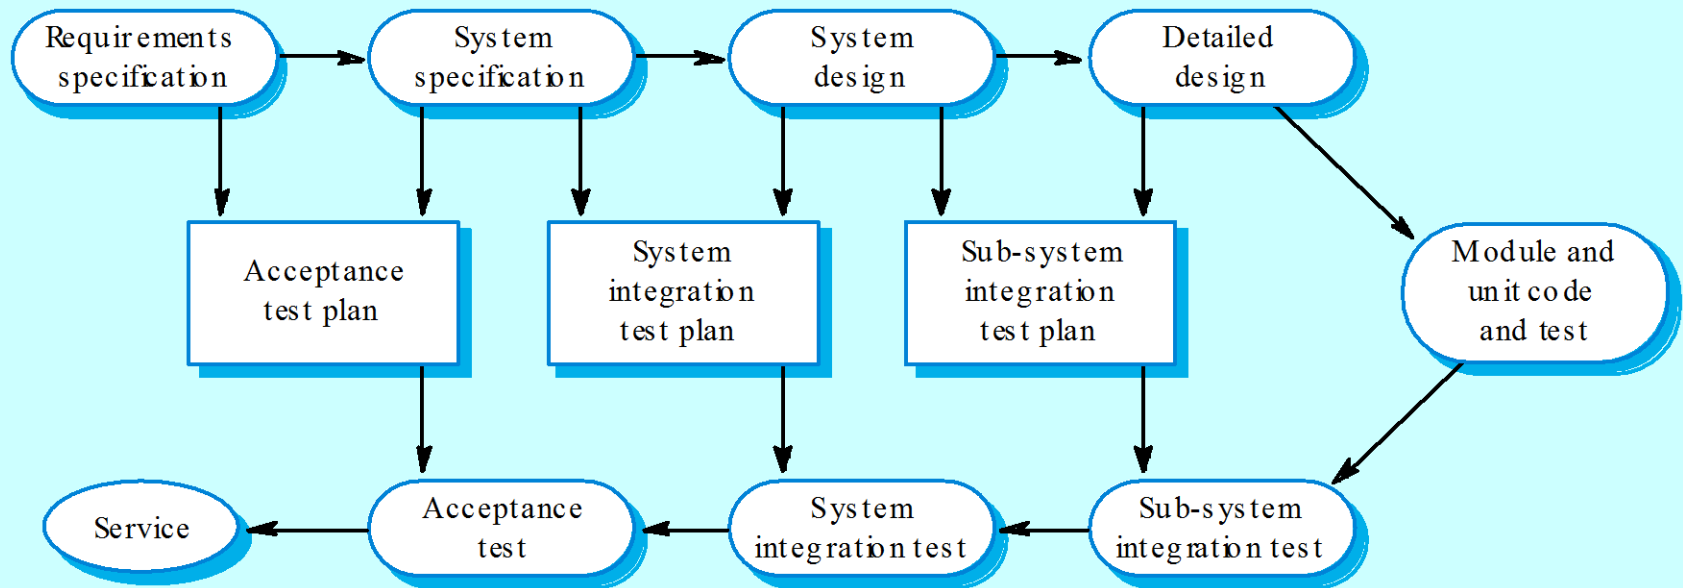 Requirements
specification
System
specification
System
design
Detailed
design
Acceptance
test plan
System
integration
test plan
Sub-system
integration
test plan
Module and
unit code
and test
Service
Acceptance
test
System
integration test
Sub-system
integration test